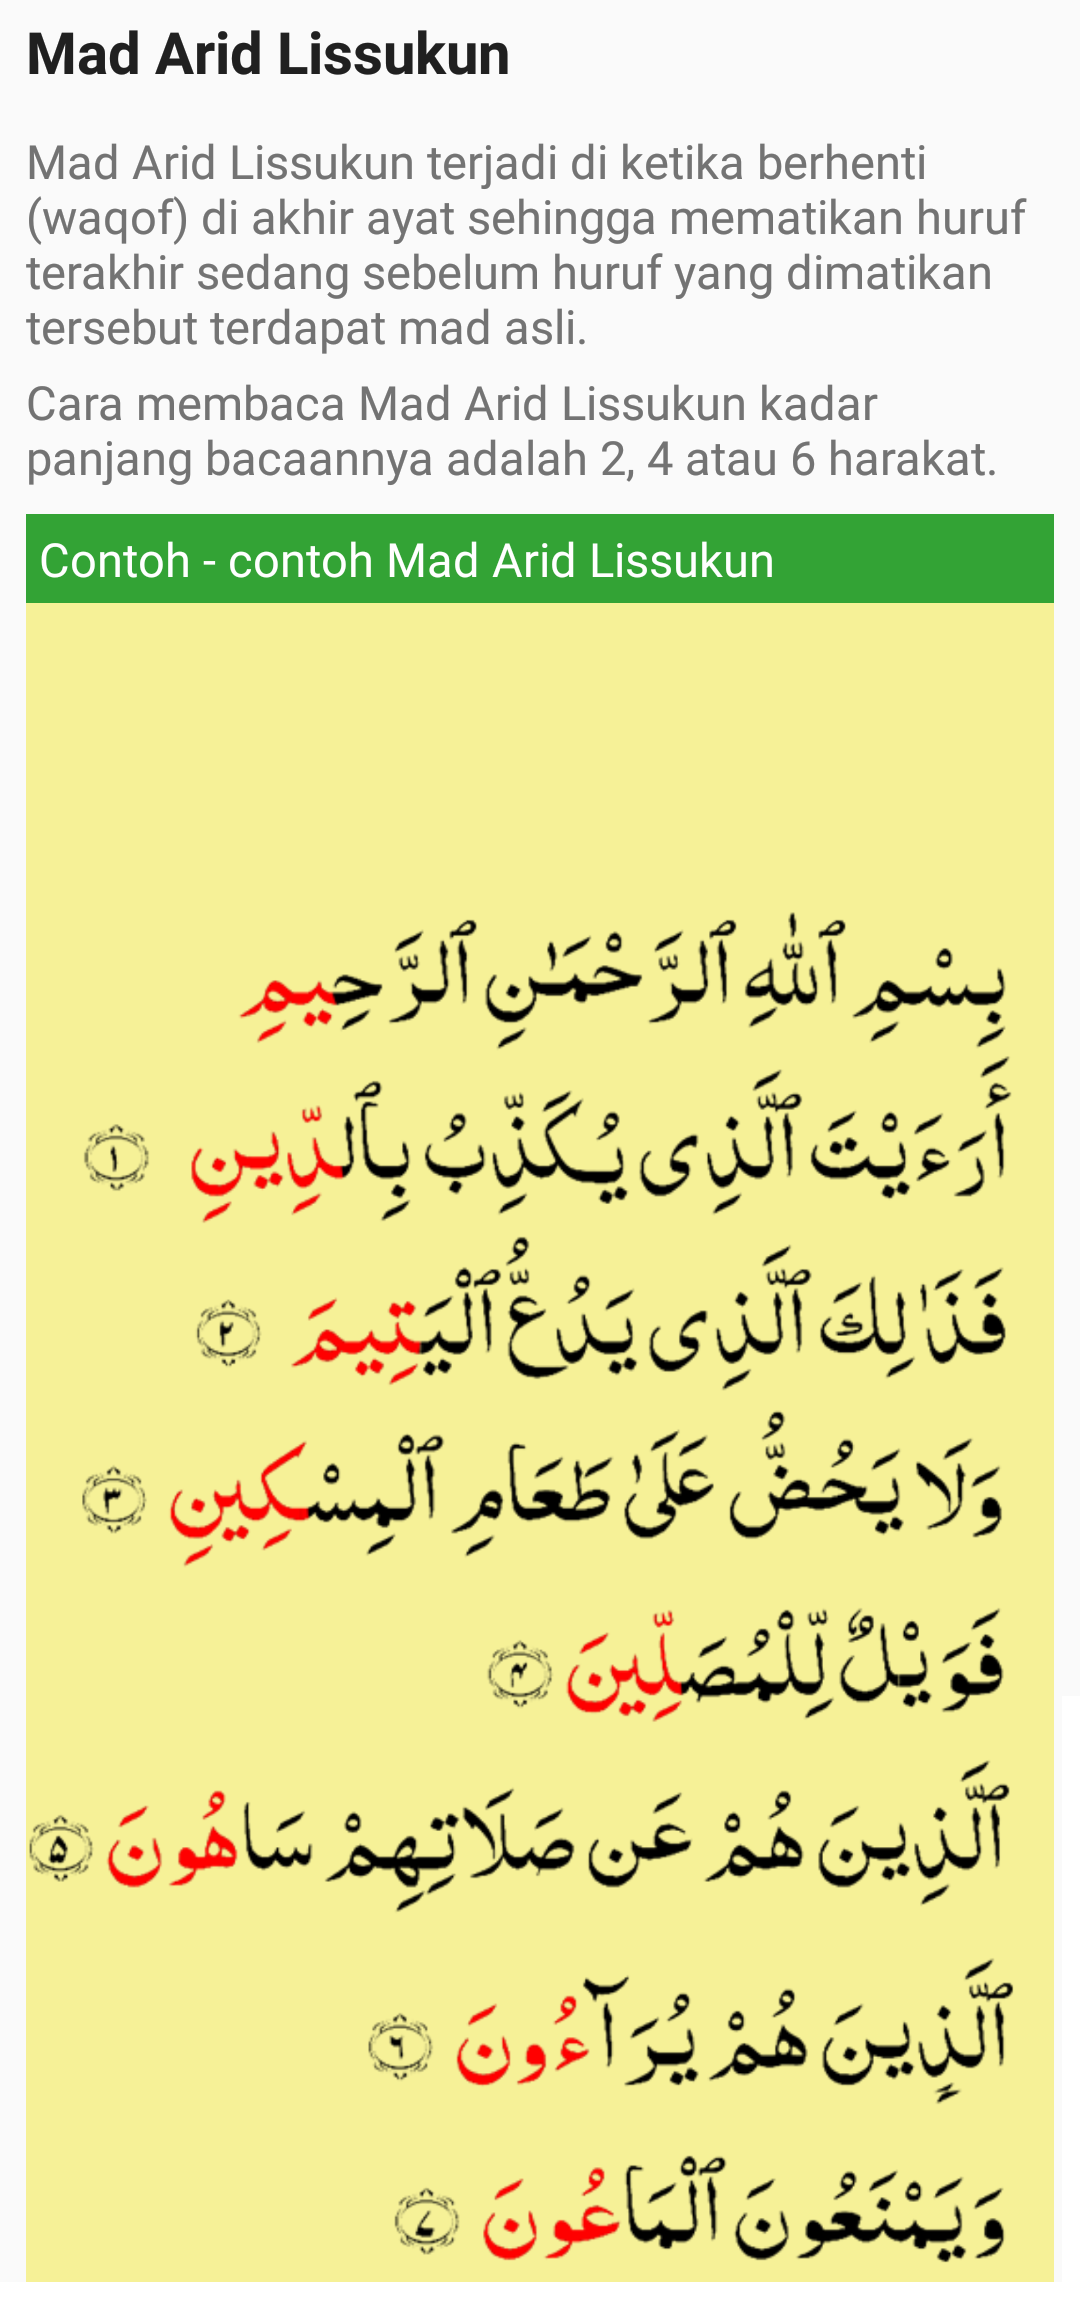 Mad Arid Lissukun
Mad Arid Lissukun terjadi di ketika berhenti
(waqof) di akhir ayat sehingga mematikan huruf
terakhir sedang sebelum huruf yang dimatikan
tersebut terdapat mad asli.
Cara membaca Mad Arid Lissukun kadar
panjang bacaannya adalah 2, 4 atau 6 harakat.
Contoh - contoh Mad Arid Lissukun
بِسْمِ ٱللَّهِ ٱلرَّحْمَٰنِ ٱلرَّحِيمِ
أَرَءَيْتَ ٱلَّذِى يُكَذِّبُ بِٱلدِّينِ ١
فَذَٰلِكَ ٱلَّذِى يَدُعُّ ٱلْيَتِيمَ ٢
وَلَا يَحُضُّ عَلَىٰ طَعَامِ ٱلْمِسْكِينِ ٣
فَوَيْلٌ لِّلْمُصَلِّينَ ۴
ٱلَّذِينَ هُمْ عَن صَلَاتِهِمْ سَاهُونَ ۵
ٱلَّذِينَ هُمْ يُرَآءُونَ ٦
وَيَمْنَعُونَ ٱلْمَاعُونَ ٧